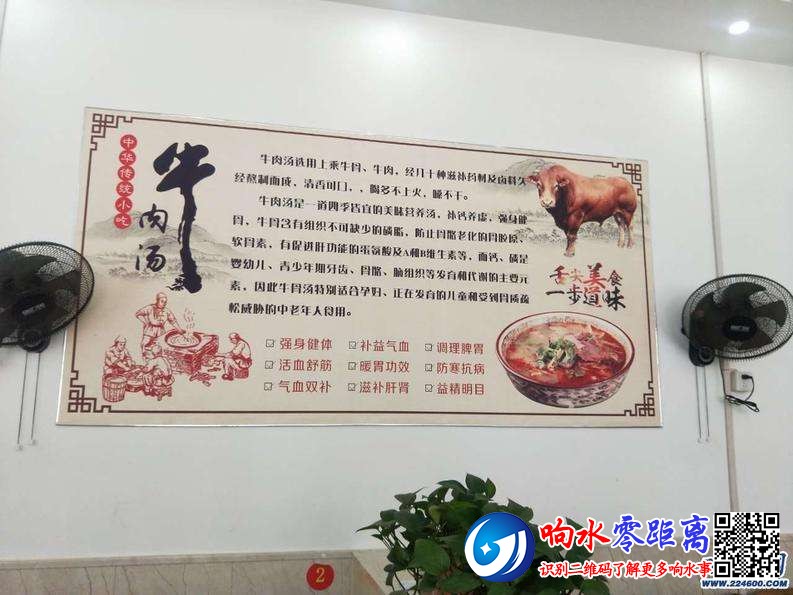 中华传统小吃
牛肉汤
牛肉汤选用上乘牛骨、牛肉，经几十种滋补药材及卤料久
经熬制而成，清香可口，，喝多不上火，嗓不干。
牛肉汤是一道四季皆宜的美味营养汤，补钙养虚，强身健
骨，牛骨含有组织不可缺少的磷脂，防止骨骼老化的骨胶原、
软骨素，有促进肝功能的蛋氨酸及A和B维生素等，而钙、磷是
婴幼儿、青少年期牙齿、骨骼、脑组织等发育和代谢的主要元
素，因此牛骨汤特别适合孕妇、正在发育的儿童和受到骨质疏
松威胁的中老年人食用。
舌尖美食
一步道味
强身健体 补益气血 调理脾胃
活血舒筋 暖胃功效 防寒抗病
气血双补 滋补肝肾 益精明目
2
响水零距离
识别二维码了解更多响水事
www.224600.com